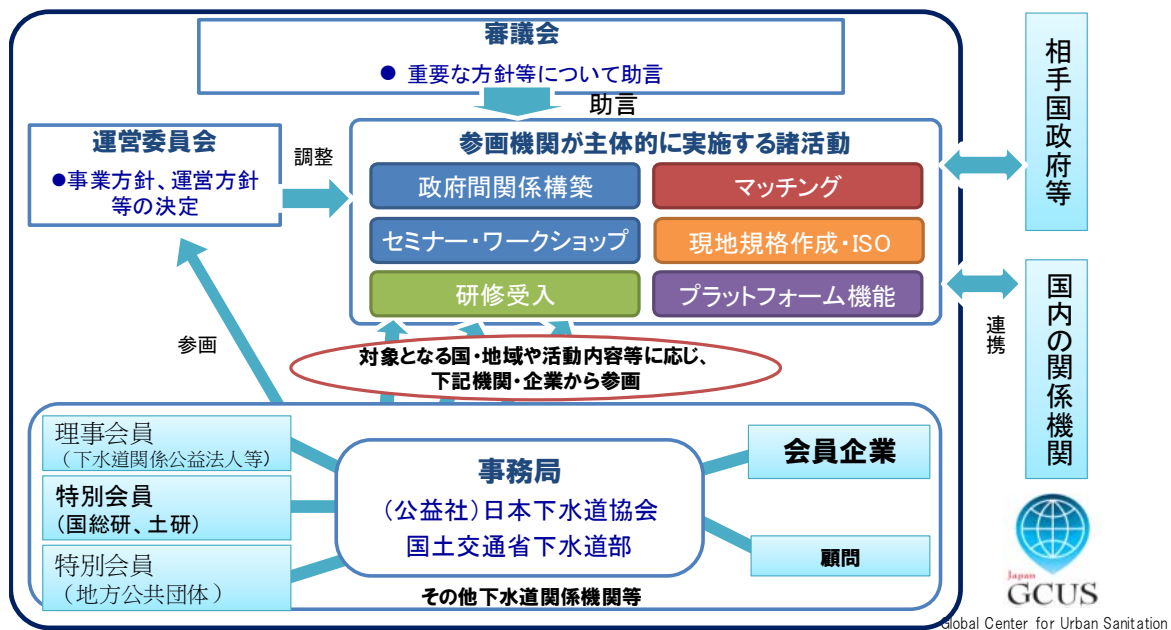 審議会
● 重要な方針等について助言
助言
運営委員会
●事業方針、運営方針
等の決定
調整
参画機関が主体的に実施する諸活動
政府間関係構築
マッチング
セミナー・ワークショップ
現地規格作成・ISO
研修受入
プラットフォーム機能
相手国政府等
国内の関係機関
連携
参画
対象となる国・地域や活動内容等に応じ、
下記機関・企業から参画
理事会員
（下水道関係公益法人等）
特別会員
(国総研、土研)
特別会員
（地方公共団体）
事務局
(公益社)日本下水道協会
国土交通省下水道部
会員企業
顧問
その他下水道関係機関等
Japan
GCUS
Global Center for Urban Sanitation